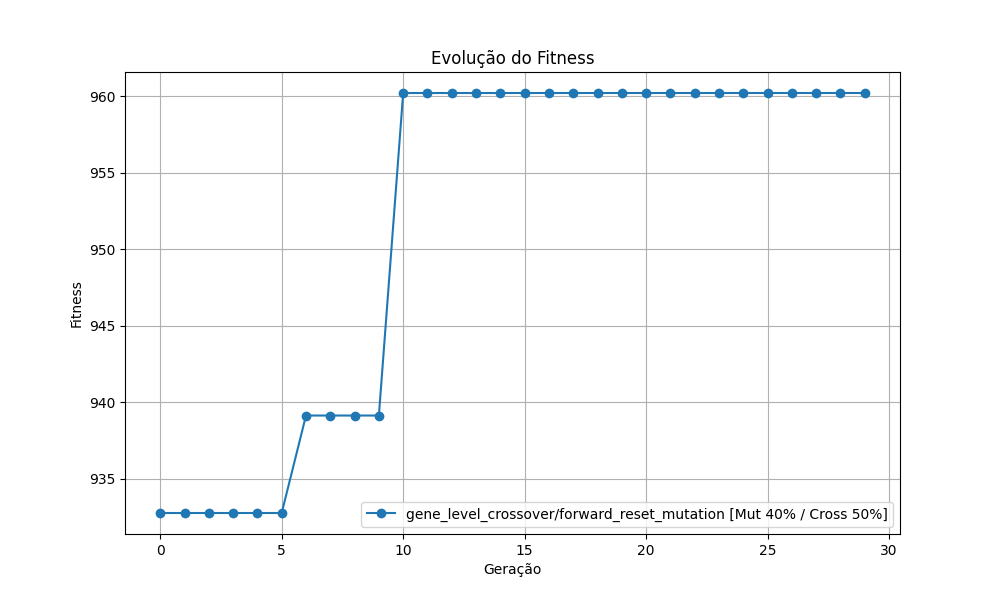 Evolução do Fitness
Fitness
960
955
950
945
940
935
gene_level_crossover/forward_reset_mutation [Mut 40% / Cross 50%]
0 5 10 15 20 25 30
Geração